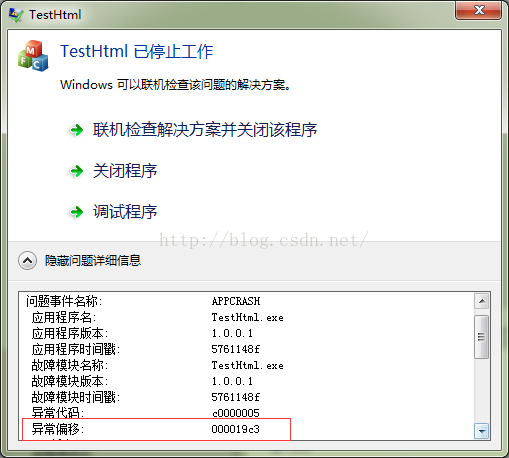 TestHtml
MFC
TestHtml 已停止工作
Windows 可以联机检查该问题的解决方案。
联机检查解决方案并关闭该程序
关闭程序
调试程序
http://blog.csdn.net/
隐藏问题详细信息
问题事件名称: APPCRASH
应用程序名: TestHtml.exe
应用程序版本: 1.0.0.1
应用程序时间戳: 5761148f
故障模块名称: TestHtml.exe
故障模块版本: 1.0.0.1
故障模块时间戳: 5761148f
异常代码: c0000005
异常偏移: 000019c3